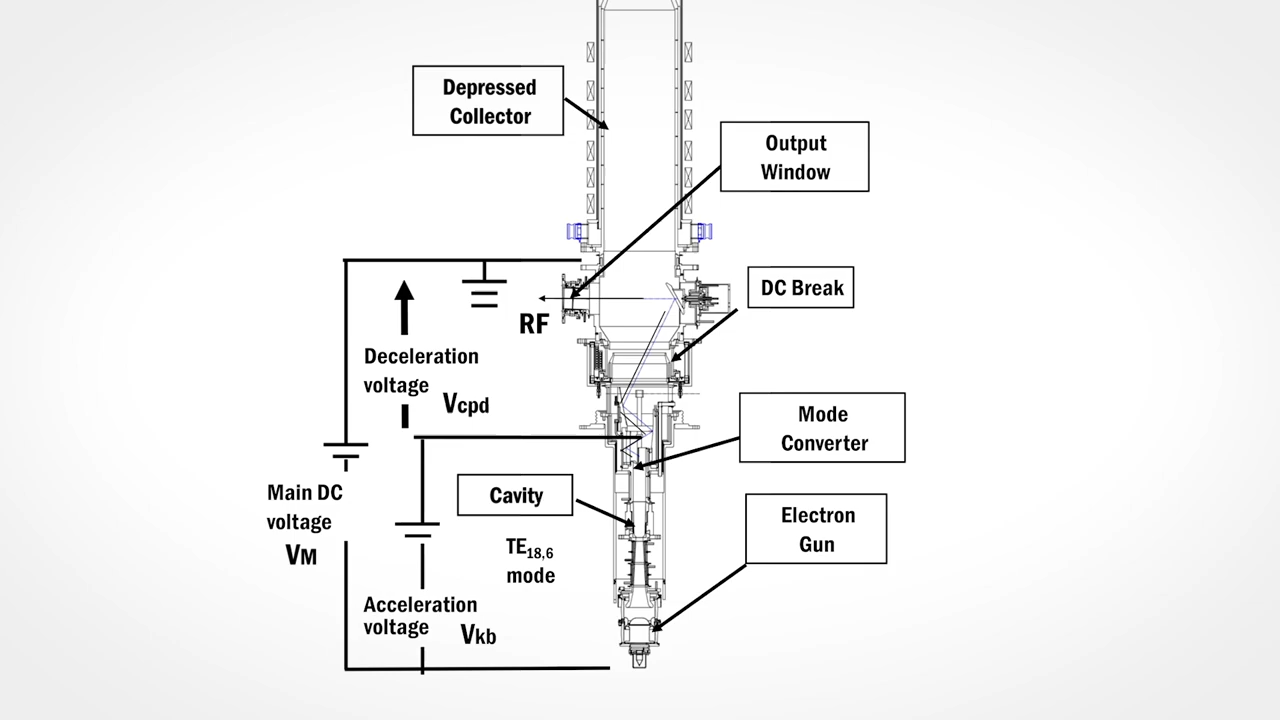 Depressed
Collector
Output
Window
DC Break
RF
Deceleration
voltage
Vcpd
Mode
Converter
Main DC
voltage
VM
Cavity
TE18,6
mode
Electron
Gun
Acceleration
voltage
Vkb